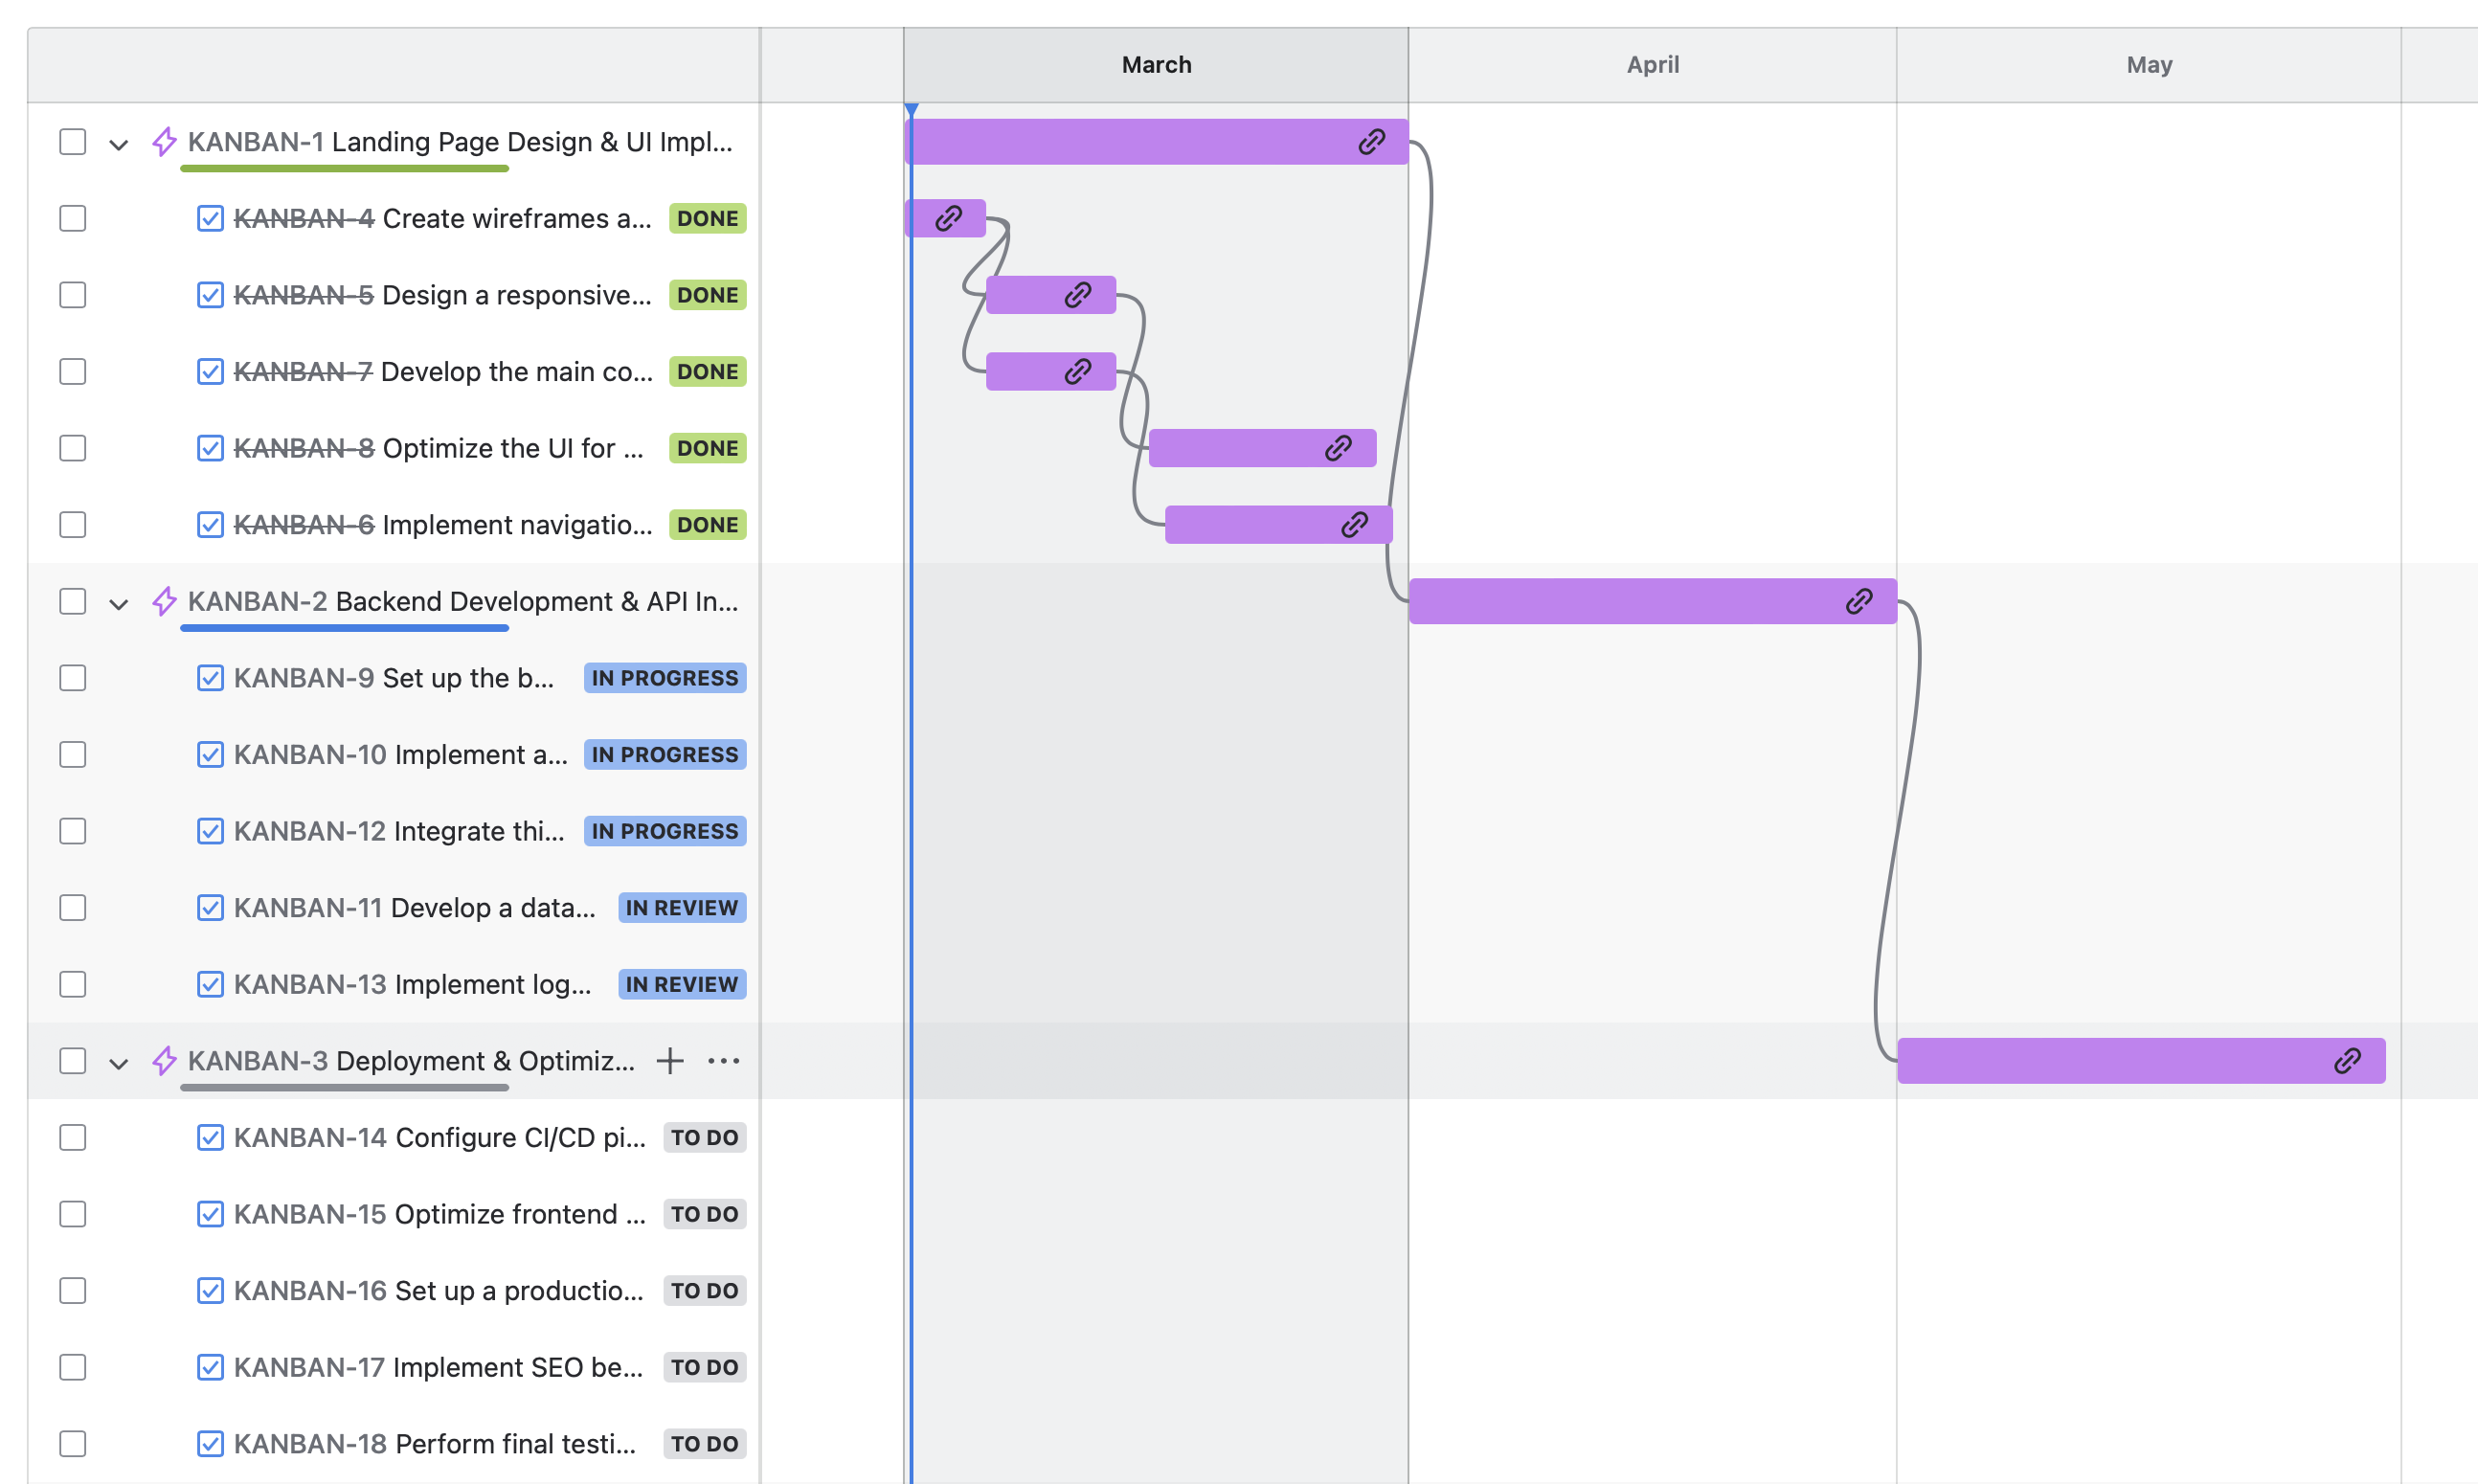 March April May
KANBAN-1 Landing Page Design & UI Impl...
KANBAN-4 Create wireframes a... DONE
KANBAN-5 Design a responsive... DONE
KANBAN-7 Develop the main co... DONE
KANBAN-8 Optimize the UI for ... DONE
KANBAN-6 Implement navigatio... DONE
KANBAN-2 Backend Development & API In...
KANBAN-9 Set up the b... IN PROGRESS
KANBAN-10 Implement a... IN PROGRESS
KANBAN-12 Integrate thi... IN PROGRESS
KANBAN-11 Develop a data... IN REVIEW
KANBAN-13 Implement log... IN REVIEW
KANBAN-3 Deployment & Optimiz...
KANBAN-14 Configure CI/CD pi... TO DO
KANBAN-15 Optimize frontend ... TO DO
KANBAN-16 Set up a productio... TO DO
KANBAN-17 Implement SEO be... TO DO
KANBAN-18 Perform final testi... TO DO